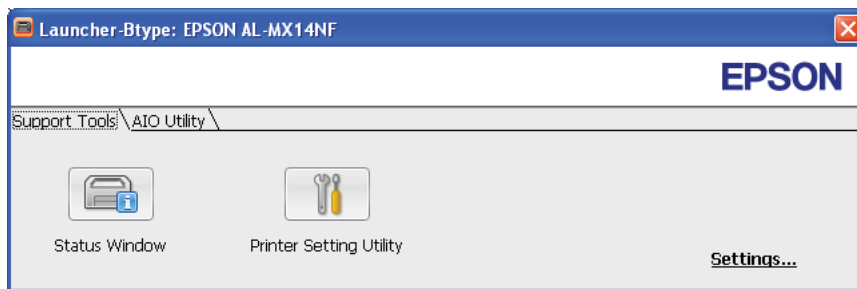 Launcher-Btype: EPSON AL-MX14NF
EPSON
Support Tools AIO Utility
Status Window Printer Setting Utility
Settings...